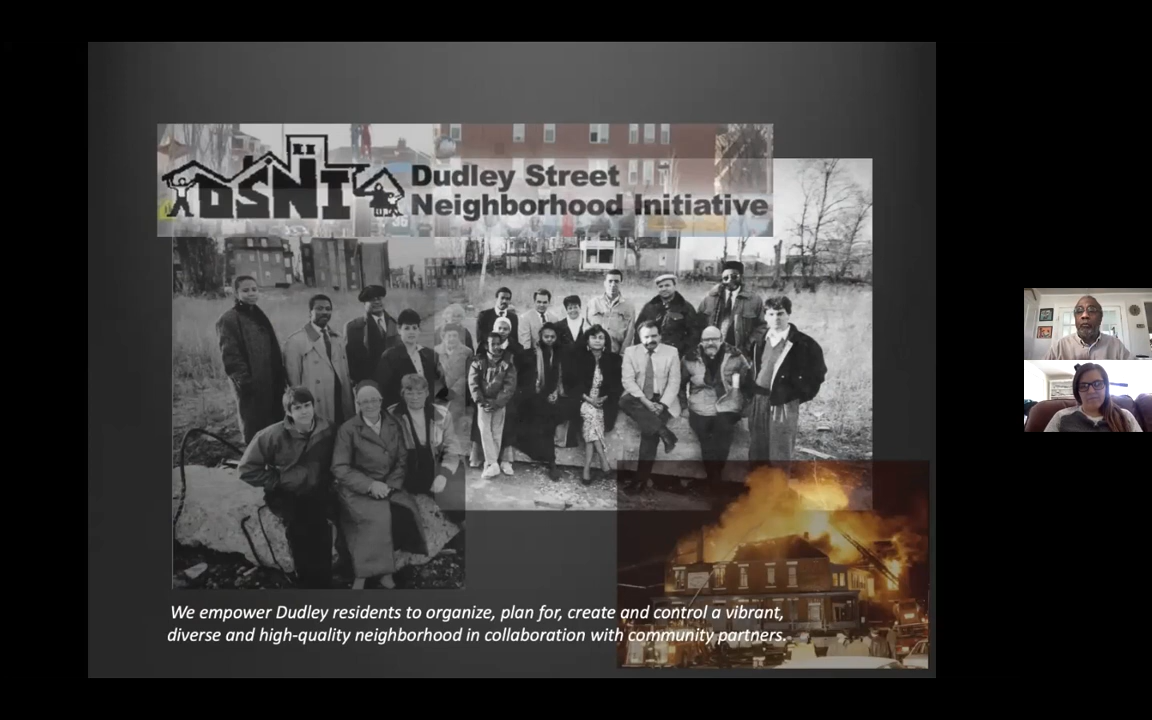 DSNI
Dudley Street
Neighborhood Initiative
We empower Dudley residents to organize, plan for, create and control a vibrant,
diverse and high-quality neighborhood in collaboration with community partners.